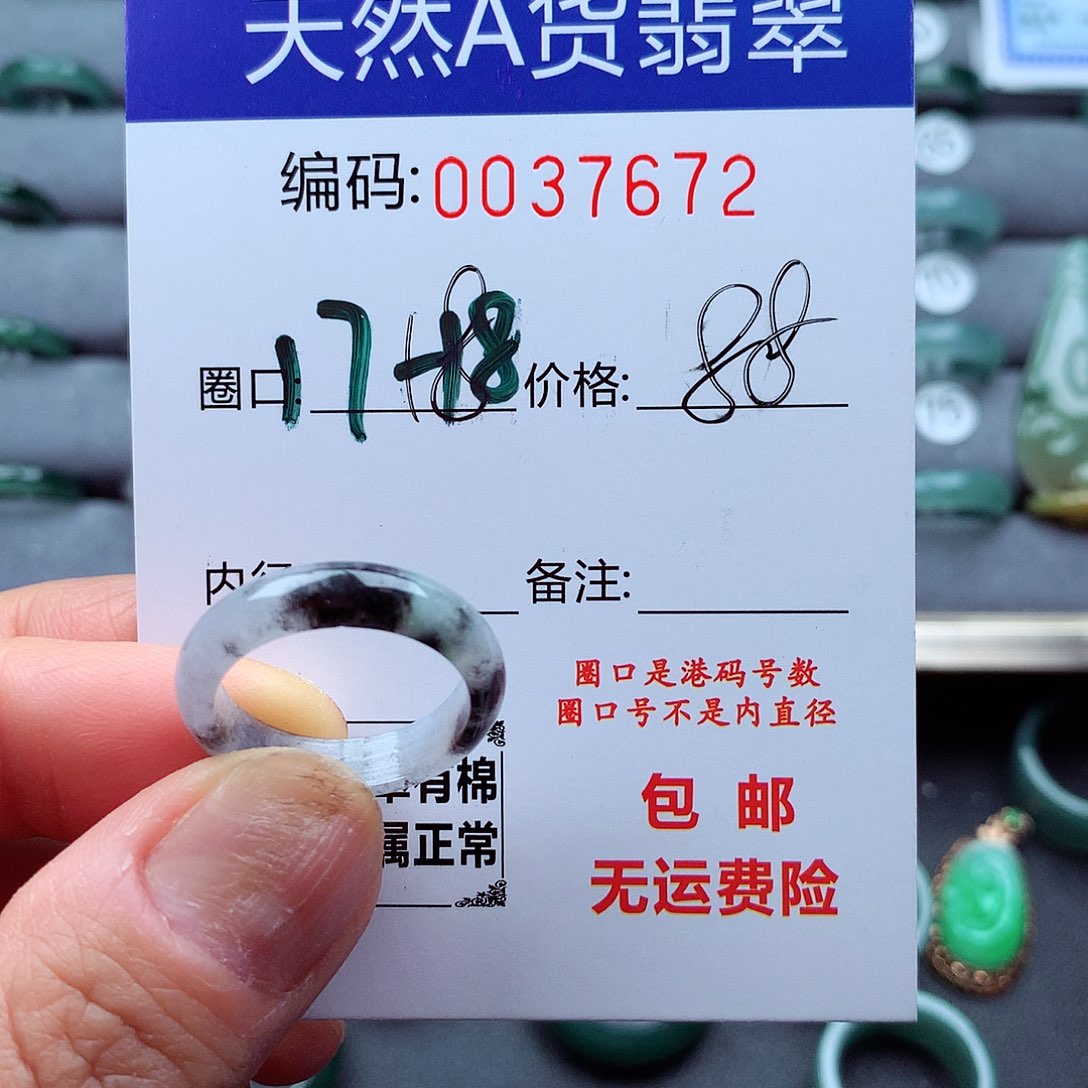 天然A货翡翠
编码:0037672
圈口:17-18 价格:88
内径 备注:
圈口是港码号数
圈口号不是内直径
有棉
属正常
包 邮
无运费险